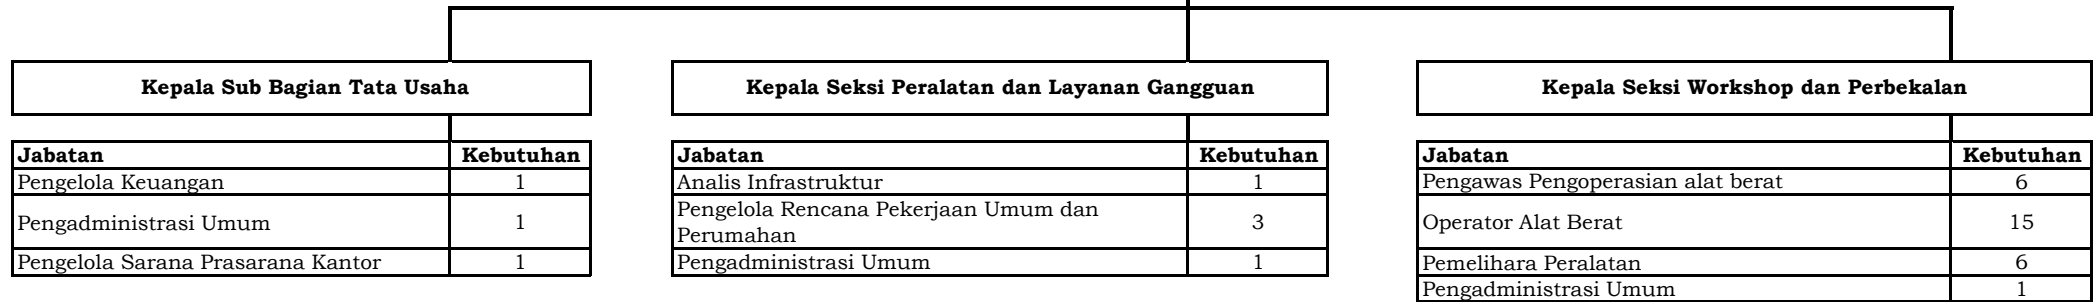 Kepala Sub Bagian Tata Usaha
Jabatan Kebutuhan
Pengelola Keuangan 1
Pengadministrasi Umum 1
Pengelola Sarana Prasarana Kantor 1
Kepala Seksi Peralatan dan Layanan Gangguan
Jabatan Kebutuhan
Analis Infrastruktur 1
Pengelola Rencana Pekerjaan Umum dan
Perumahan 3
Pengadministrasi Umum 1
Kepala Seksi Workshop dan Perbekalan
Jabatan Kebutuhan
Pengawas Pengoperasian alat berat 6
Operator Alat Berat 15
Pemelihara Peralatan 6
Pengadministrasi Umum 1